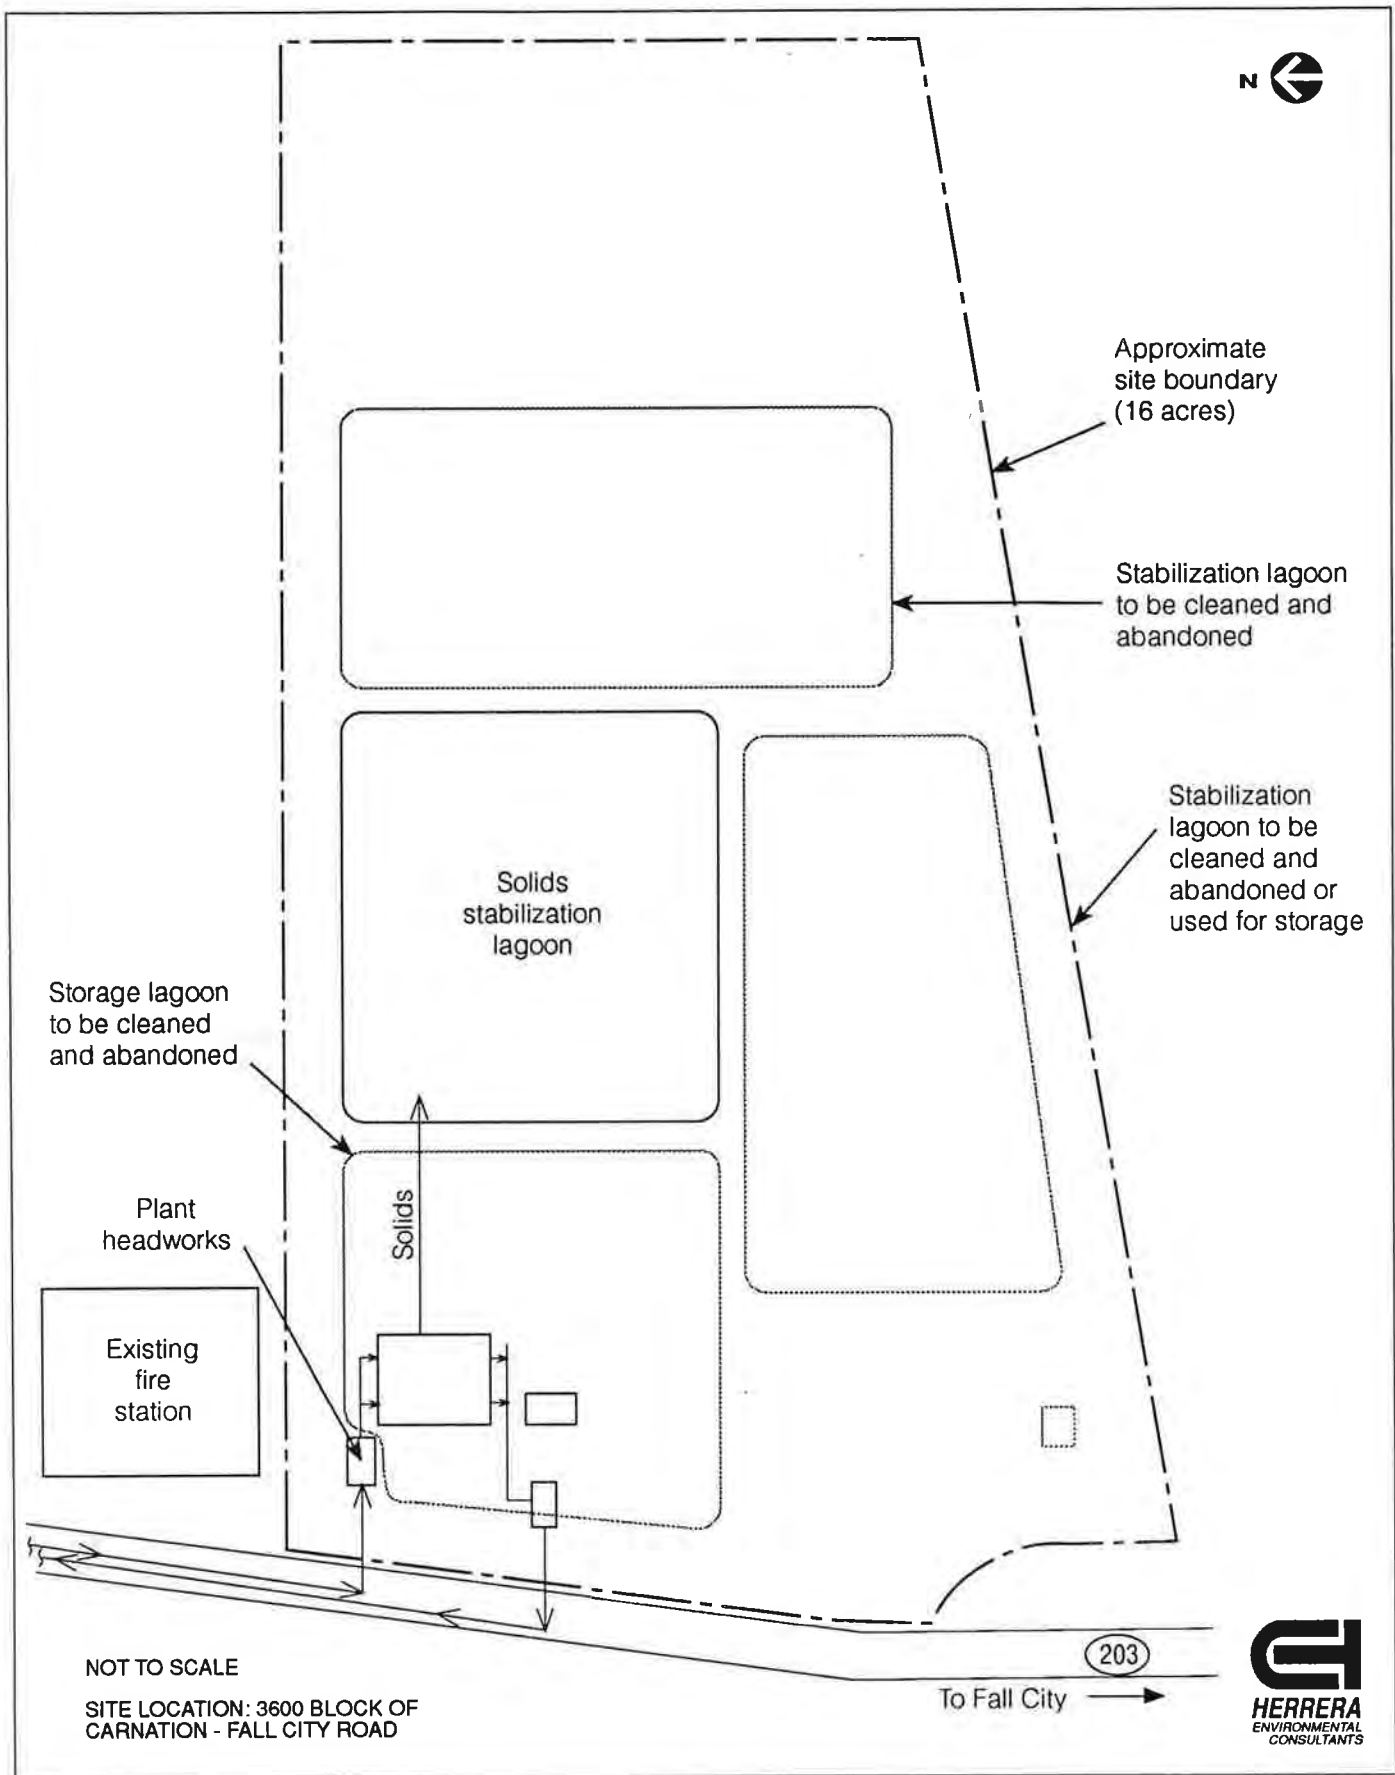 N
Approximate
site boundary
(16 acres)
Stabilization lagoon
to be cleaned and
abandoned
Stabilization
lagoon to be
cleaned and
abandoned or
used for storage
Solids
stabilization
lagoon
Storage lagoon
to be cleaned
and abandoned
Solids
Plant
headworks
Existing
fire
station
203
To Fall City
NOT TO SCALE
SITE LOCATION: 3600 BLOCK OF
CARNATION - FALL CITY ROAD
HERRERA
ENVIRONMENTAL
CONSULTANTS